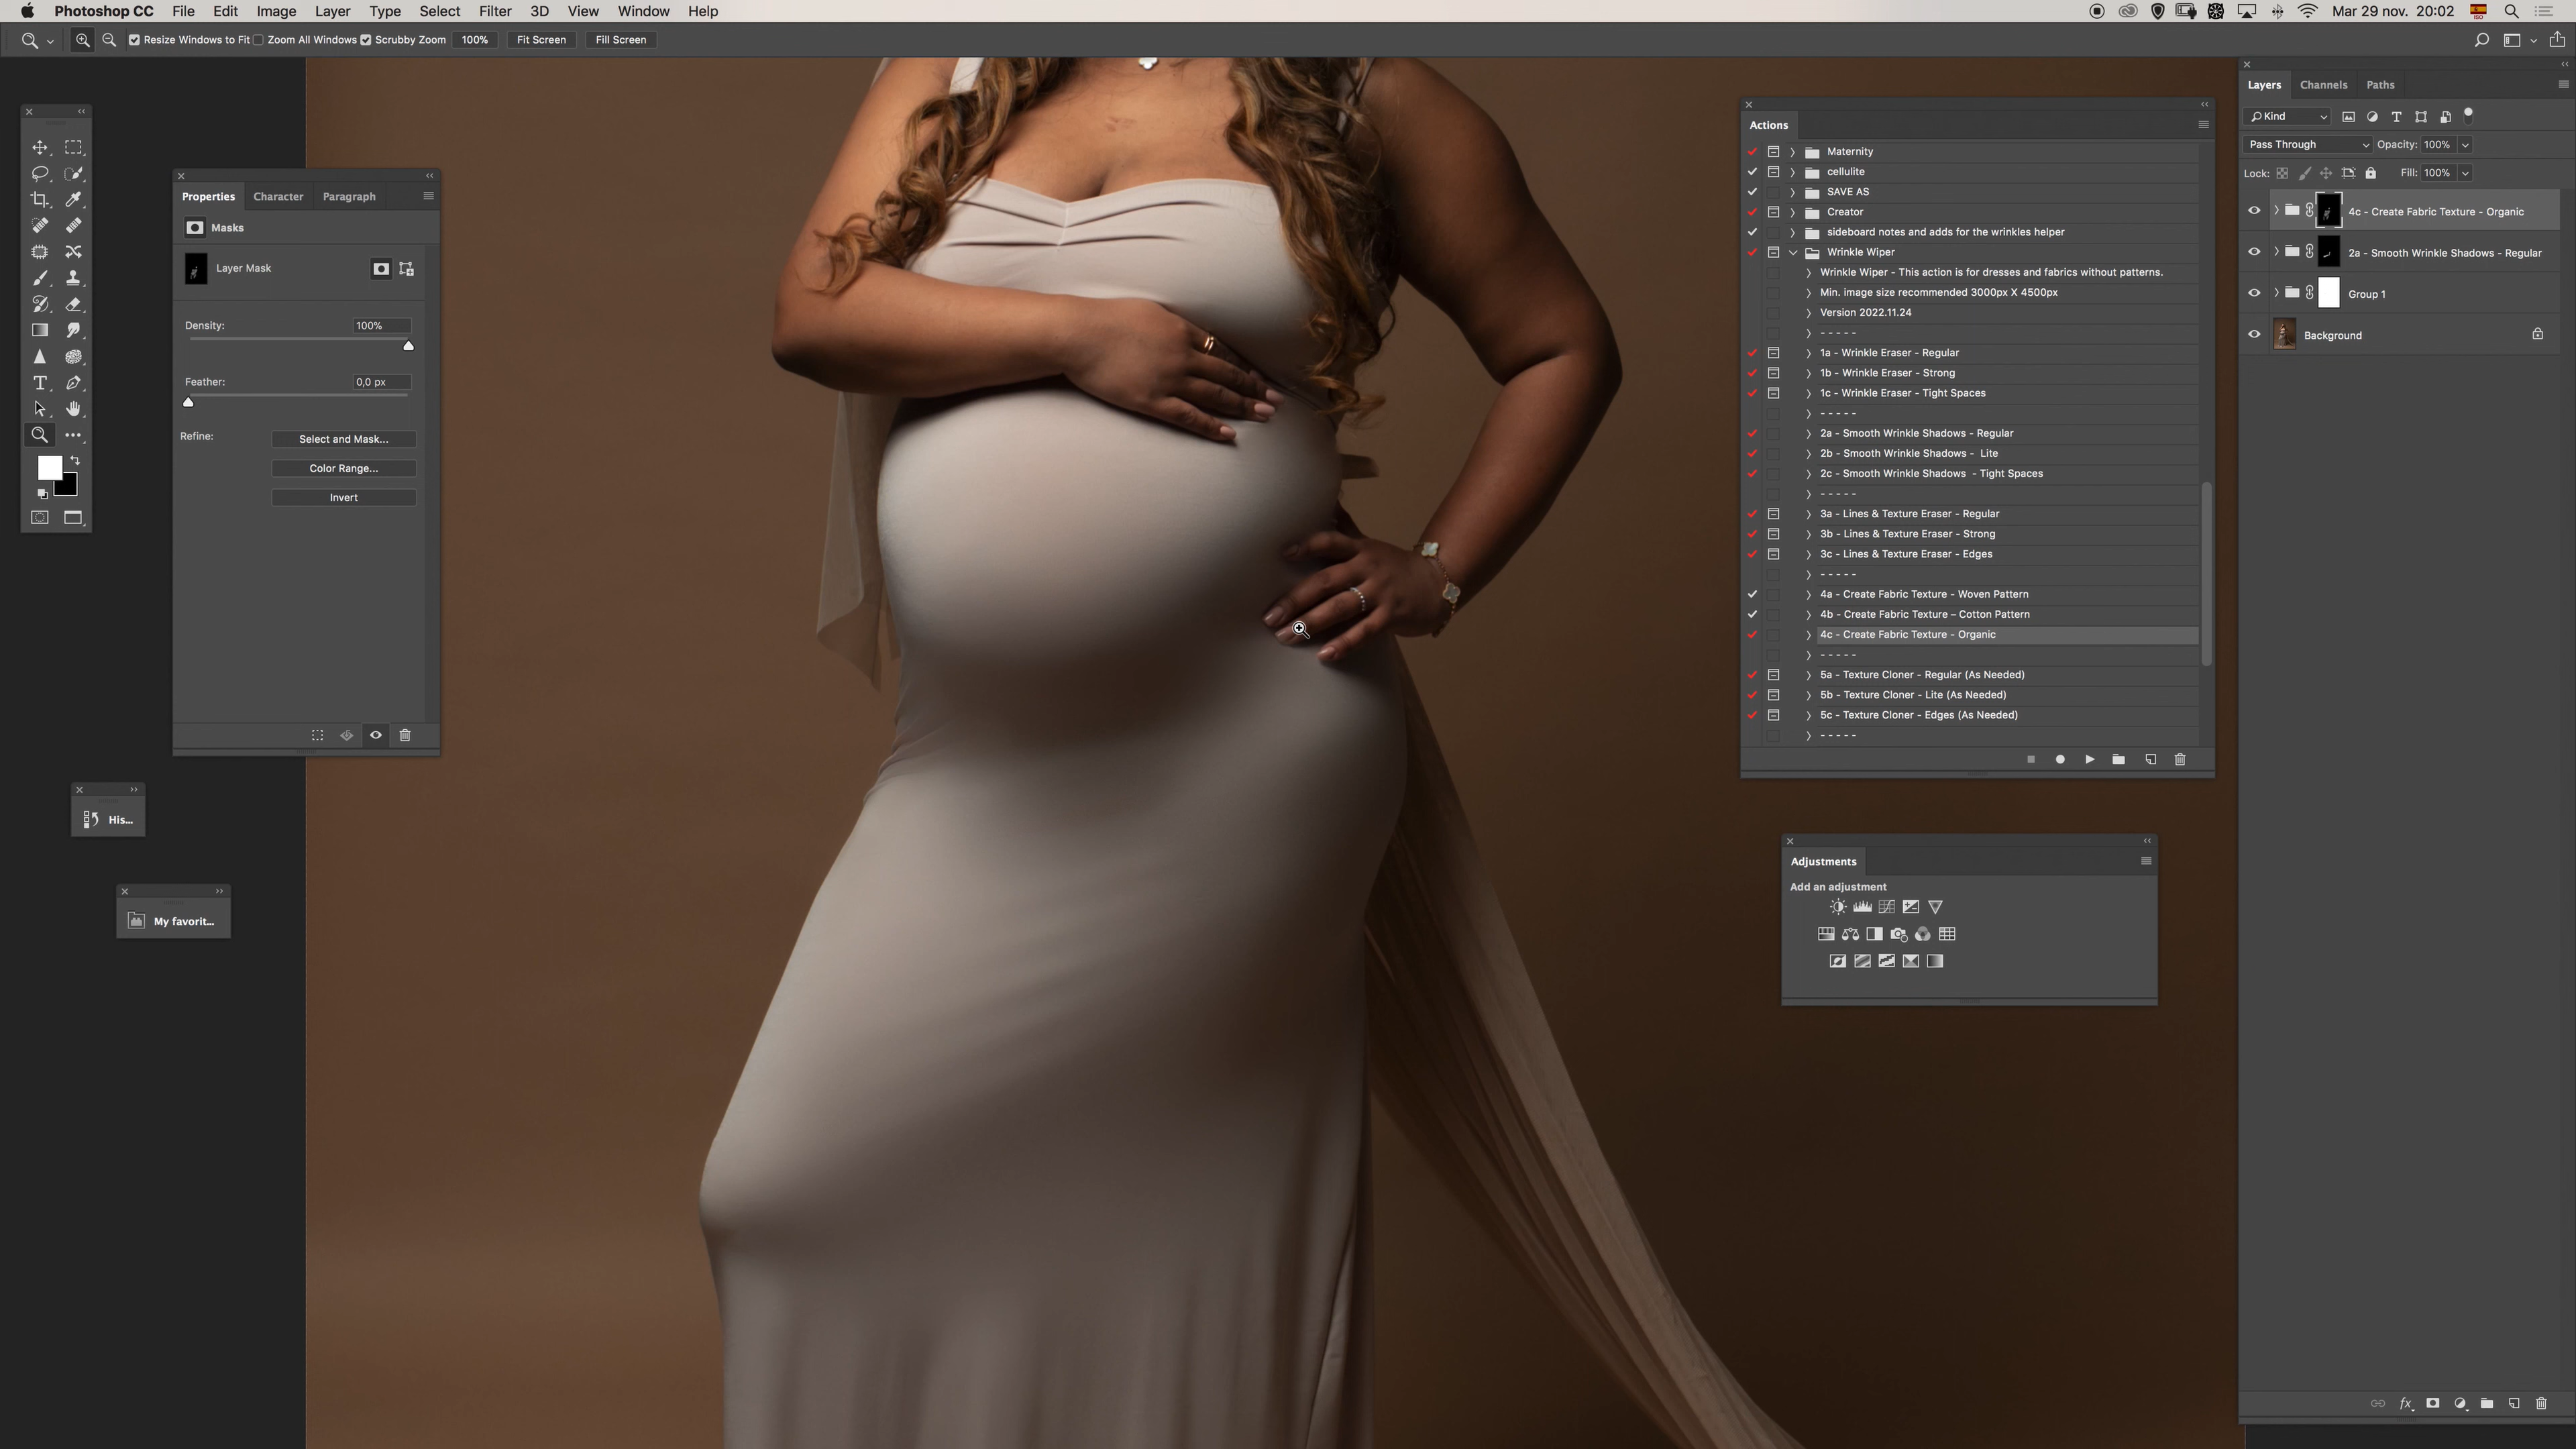 Photoshop CC File Edit Image Layer Type Select Filter 3D View Window Help Mar 29 nov. 20:02
ISO
Resize Windows to Fit Zoom All Windows Scrubby Zoom 100% Fit Screen Fill Screen
Properties Character Paragraph
Masks
Layer Mask
Density: 100%
Feather: 0,0 px
Refine: Select and Mask...
Color Range...
Invert
His...
My favorit...
Actions
Maternity
cellulite
SAVE AS
Creator
sideboard notes and adds for the wrinkles helper
Wrinkle Wiper
Wrinkle Wiper - This action is for dresses and fabrics without patterns.
Min. image size recommended 3000px X 4500px
Version 2022.11.24
- - - - -
1a - Wrinkle Eraser - Regular
1b - Wrinkle Eraser - Strong
1c - Wrinkle Eraser - Tight Spaces
- - - - -
2a - Smooth Wrinkle Shadows - Regular
2b - Smooth Wrinkle Shadows - Lite
2c - Smooth Wrinkle Shadows - Tight Spaces
- - - - -
3a - Lines & Texture Eraser - Regular
3b - Lines & Texture Eraser - Strong
3c - Lines & Texture Eraser - Edges
- - - - -
4a - Create Fabric Texture - Woven Pattern
4b - Create Fabric Texture – Cotton Pattern
4c - Create Fabric Texture - Organic
- - - - -
5a - Texture Cloner - Regular (As Needed)
5b - Texture Cloner - Lite (As Needed)
5c - Texture Cloner - Edges (As Needed)
- - - - -
Adjustments
Add an adjustment
Layers Channels Paths
Kind
Pass Through Opacity: 100%
Lock: Fill: 100%
4c - Create Fabric Texture - Organic
2a - Smooth Wrinkle Shadows - Regular
Group 1
Background
fx